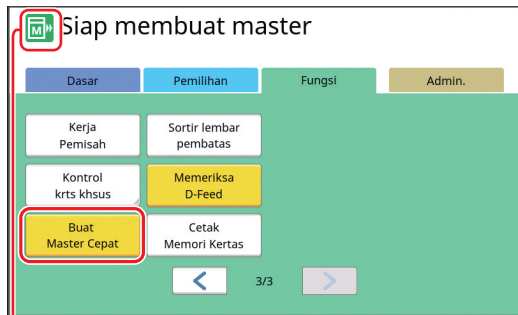 M
Siap membuat master
Dasar
Pemilihan
Fungsi
Admin.
Kerja
Pemisah
Sortir lembar
pembatas
Kontrol
krts khsus
Memeriksa
D-Feed
Buat
Master Cepat
Cetak
Memori Kertas
3/3